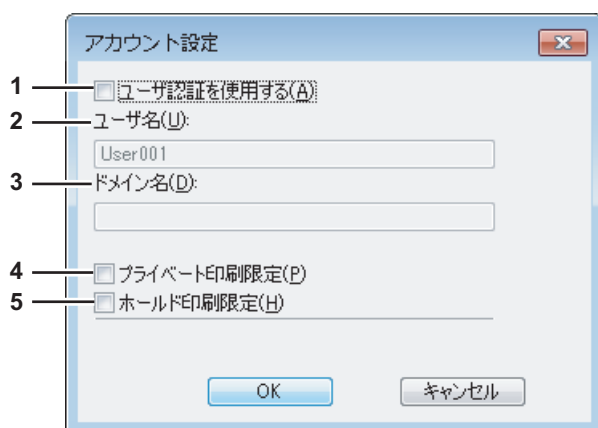 アカウント設定
1 ユーザ認証を使用する(A)
2 ユーザ名(U):
User001
3 ドメイン名(D):
4 プライベート印刷限定(P)
5 ホールド印刷限定(H)
OK キャンセル